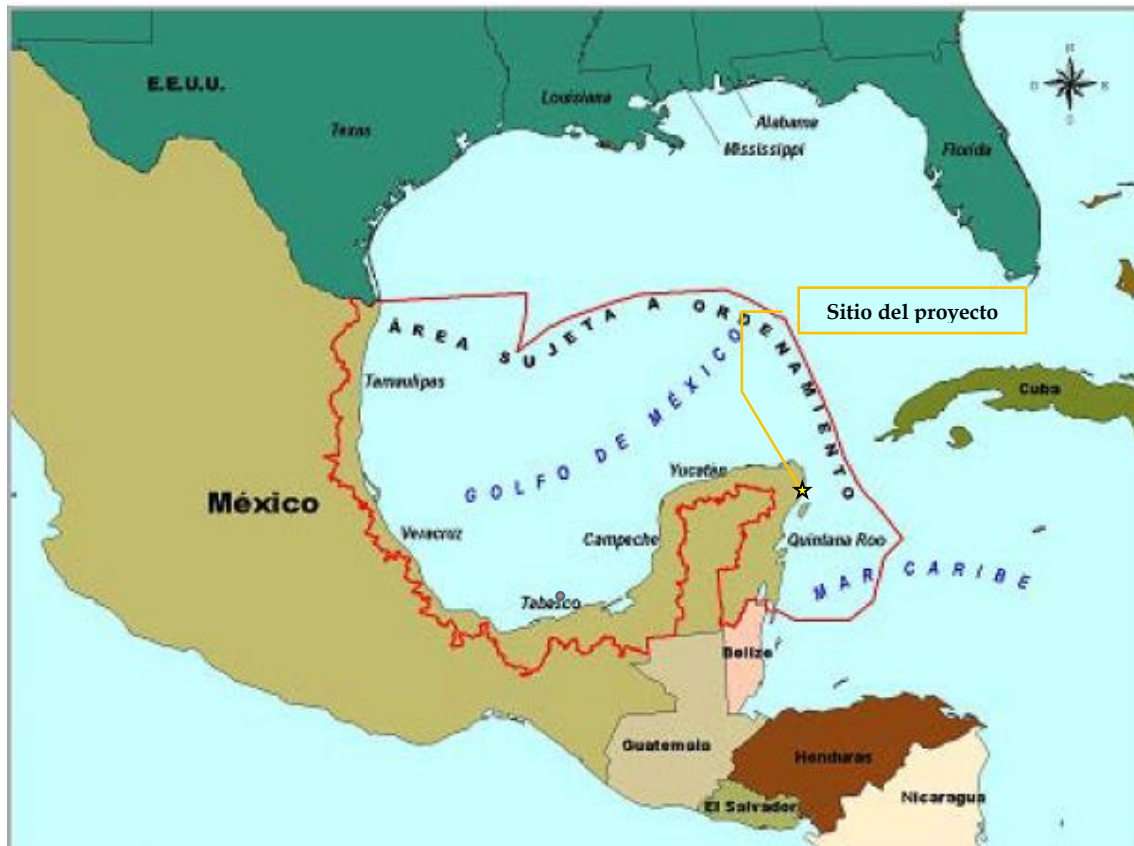 E.E.U.U.
Texas
Louisiana
Alabama
Mississippi
Florida
N
O
E
S
Sitio del proyecto
ÁREA SUJETA A ORDENAMIENTO
Tamaulipas
GOLFO DE MÉXICO
Cuba
Yucatán
México
Veracruz
Campeche
Quintana Roo
MAR CARIBE
Tabasco
Belize
Guatemala
Honduras
El Salvador
Nicaragua